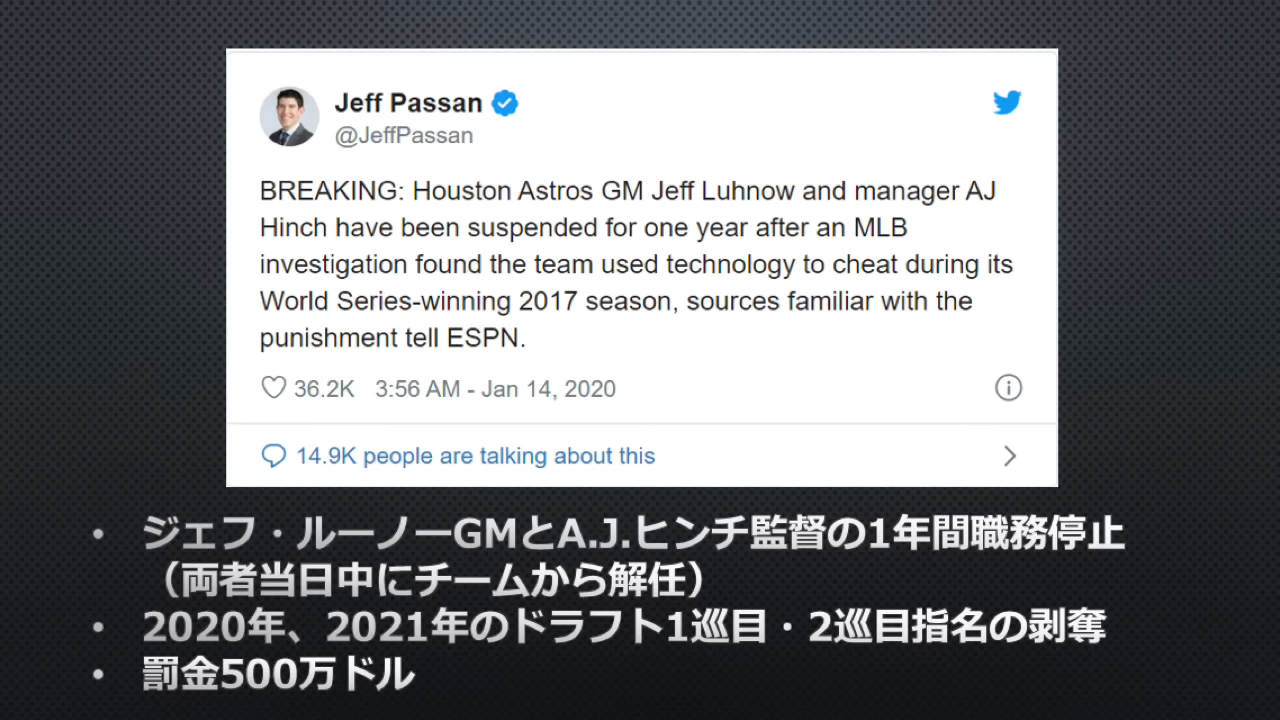 Jeff Passan
@JeffPassan
BREAKING: Houston Astros GM Jeff Luhnow and manager AJ
Hinch have been suspended for one year after an MLB
investigation found the team used technology to cheat during its
World Series-winning 2017 season, sources familiar with the
punishment tell ESPN.
36.2K 3:56 AM - Jan 14, 2020
14.9K people are talking about this
• ジェフ・ルーノーGMとA.J.ヒンチ監督の1年間職務停止
（両者当日中にチームから解任）
• 2020年、2021年のドラフト1巡目・2巡目指名の剥奪
• 罰金500万ドル